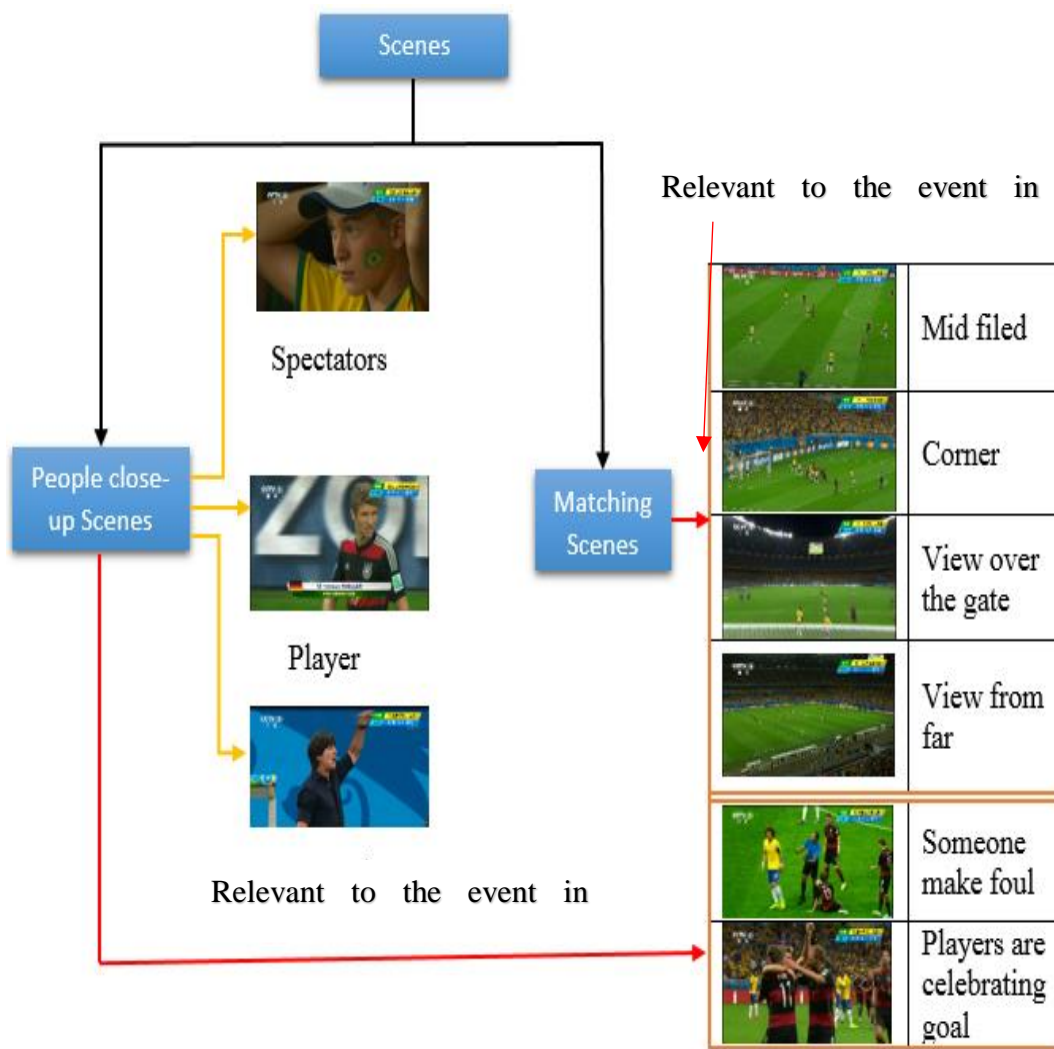 Scenes
Relevant to the event in
Spectators
People close-
up Scenes
Player
Relevant to the event in
Matching
Scenes
Mid filed
Corner
View over
the gate
View from
far
Someone
make foul
Players are
celebrating
goal